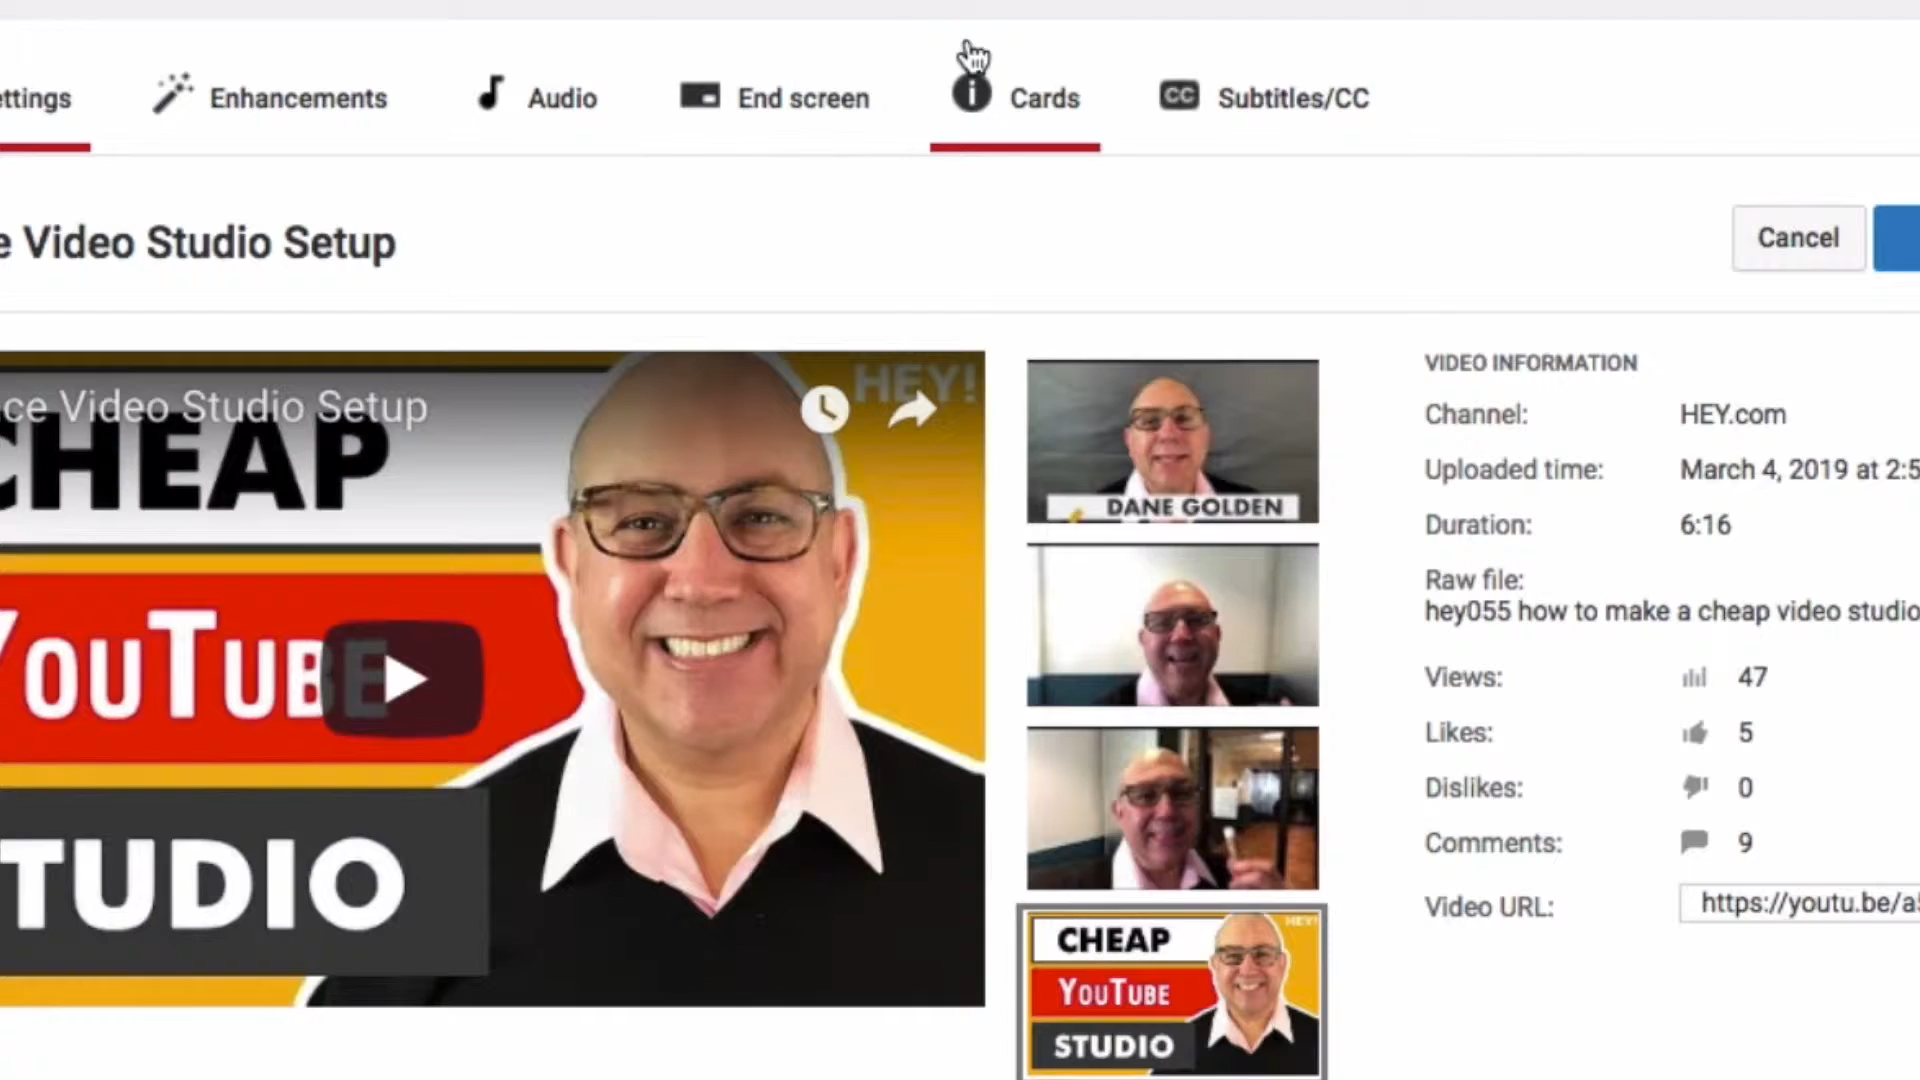 ettings Enhancements Audio End screen Cards CC Subtitles/CC
e Video Studio Setup
Cancel
ce Video Studio Setup
HEY!
CHEAP
YOUTUBE
TUDIO
DANE GOLDEN
HEY!
CHEAP
YOUTUBE
STUDIO
VIDEO INFORMATION
Channel: HEY.com
Uploaded time: March 4, 2019 at 2:5
Duration: 6:16
Raw file:
hey055 how to make a cheap video studio
Views: 47
Likes: 5
Dislikes: 0
Comments: 9
Video URL: https://youtu.be/a